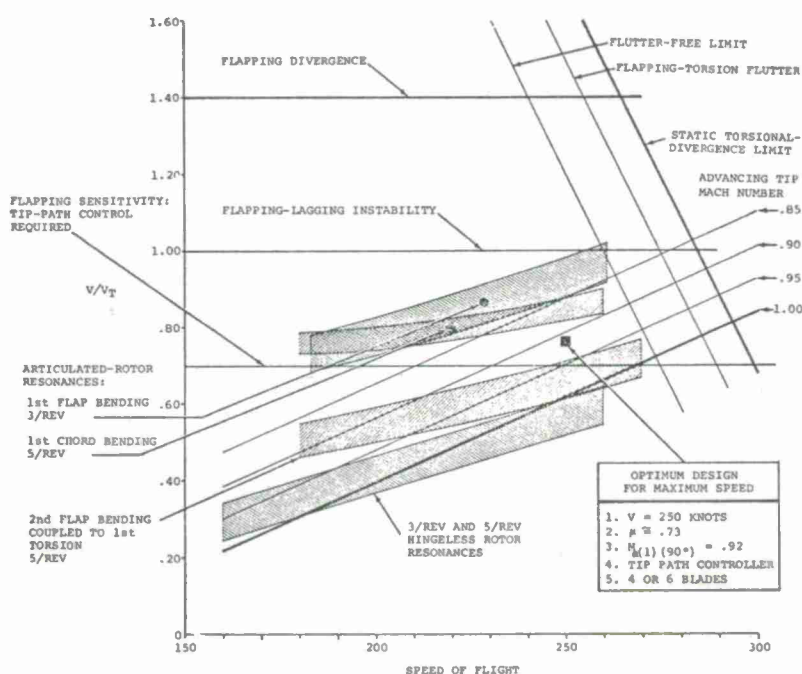 1.60
FLUTTER-FREE LIMIT
FLAPPING DIVERGENCE
FLAPPING-TORSION FLUTTER
1.40
STATIC TORSIONAL-
DIVERGENCE LIMIT
1.20
ADVANCING TIP
MACH NUMBER
FLAPPING SENSITIVITY:
TIP-PATH CONTROL
REQUIRED
FLAPPING-LAGGING INSTABILITY
.85
1.00
.90
V/VT
.95
.80
1.00
ARTICULATED-ROTOR
RESONANCES:
1st FLAP BENDING
3/REV
.60
1st CHORD BENDING
5/REV
.40
2nd FLAP BENDING
COUPLED TO 1st
TORSION
5/REV
3/REV AND 5/REV
HINGELESS ROTOR
RESONANCES
.20
OPTIMUM DESIGN
FOR MAXIMUM SPEED
1. V = 250 KNOTS
2. μ ≅ .73
3. M(1)(90°) = .92
4. TIP PATH CONTROLLER
5. 4 OR 6 BLADES
0
150
200
250
300
SPEED OF FLIGHT